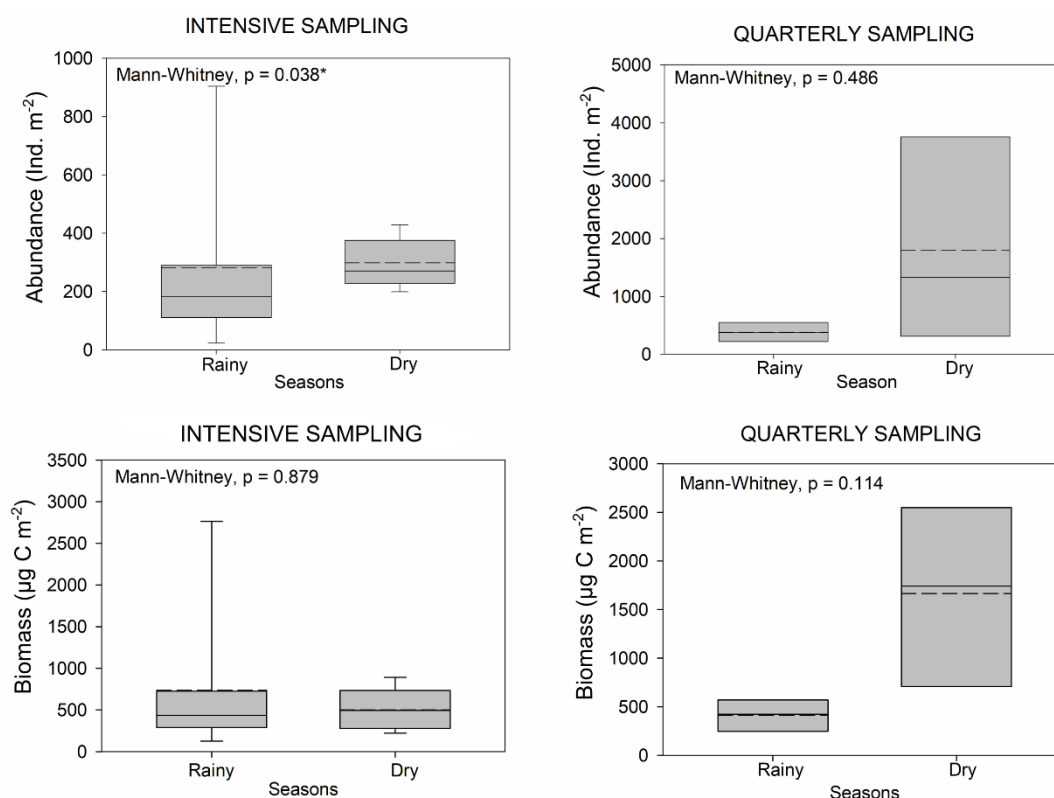 INTENSIVE SAMPLING
Mann-Whitney, p = 0.038*
Abundance (Ind. m⁻²)
1000
800
600
400
200
0
Rainy
Dry
Seasons
QUARTERLY SAMPLING
Mann-Whitney, p = 0.486
Abundance (Ind. m⁻²)
5000
4000
3000
2000
1000
0
Rainy
Dry
Season
INTENSIVE SAMPLING
Mann-Whitney, p = 0.879
Biomass (µg C m⁻²)
3500
3000
2500
2000
1500
1000
500
0
Rainy
Dry
Seasons
QUARTERLY SAMPLING
Mann-Whitney, p = 0.114
Biomass (µg C m⁻²)
3000
2500
2000
1500
1000
500
0
Rainy
Dry
Seasons